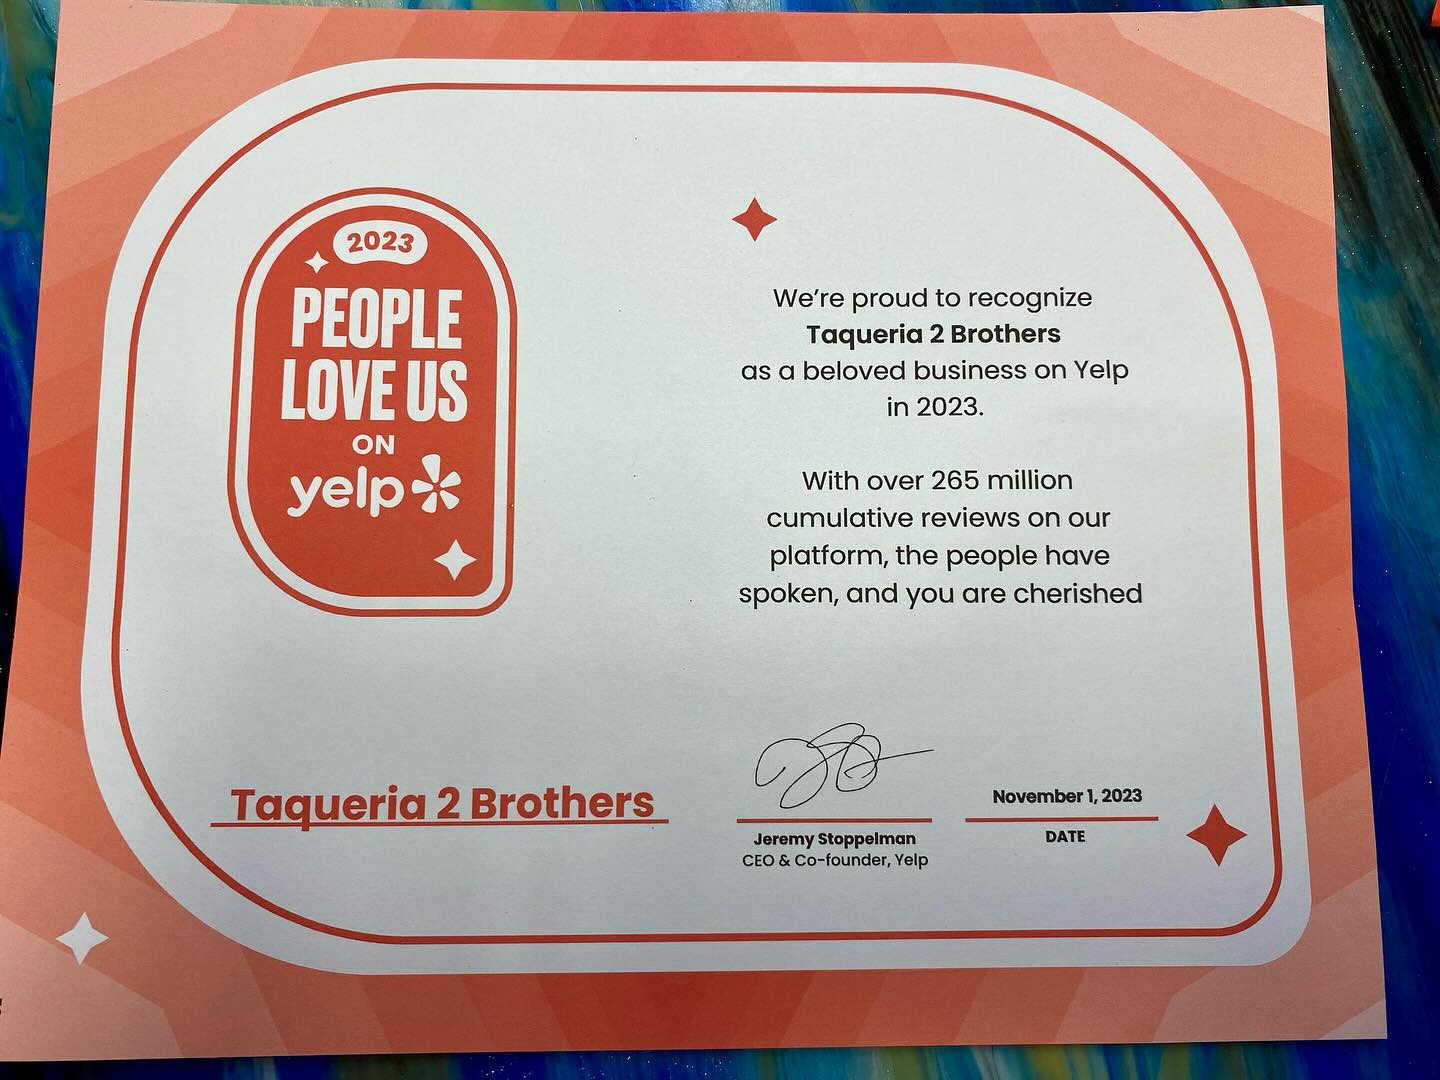 2023
PEOPLE
LOVE US
ON
yelp
We're proud to recognize
Taqueria 2 Brothers
as a beloved business on Yelp
in 2023.
With over 265 million
cumulative reviews on our
platform, the people have
spoken, and you are cherished
Taqueria 2 Brothers
Jeremy Stoppelman
CEO & Co-founder, Yelp
November 1, 2023
DATE